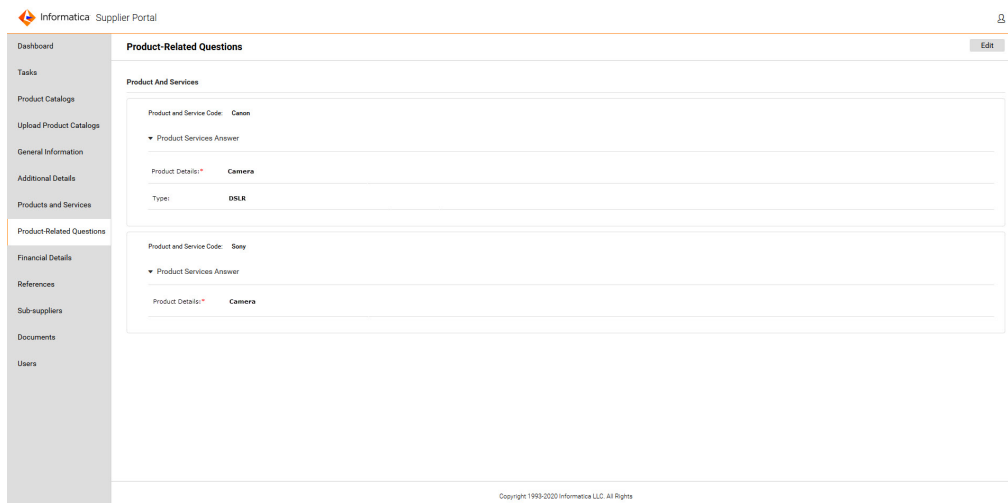 Informatica Supplier Portal
Dashboard
Tasks
Product Catalogs
Upload Product Catalogs
General Information
Additional Details
Products and Services
Product-Related Questions
Financial Details
References
Sub-suppliers
Documents
Users
Product-Related Questions
Edit
Product And Services
Product and Service Code: Canon
Product Services Answer
Product Details:* Camera
Type: DSLR
Product and Service Code: Sony
Product Services Answer
Product Details:* Camera
Copyright 1993-2020 Informatica LLC. All Rights